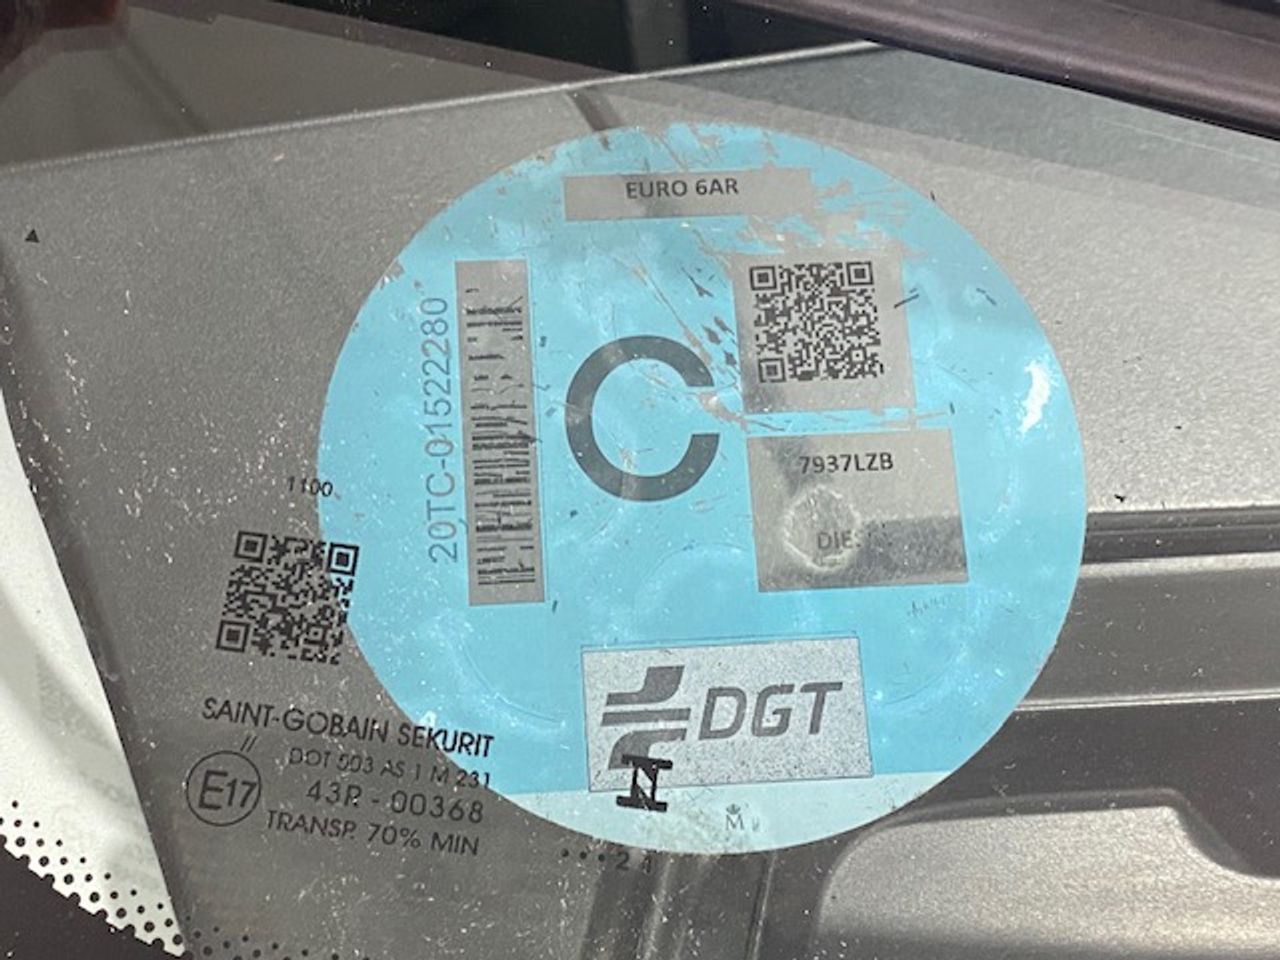 EURO 6AR
20TC-01522280
C
7937LZB
DGT
M
1100
SAINT-GOBAIN SEKURIT
DOT 503 AS 1 M 231
E17
43R - 00368
TRANSP. 70% MIN
•••24